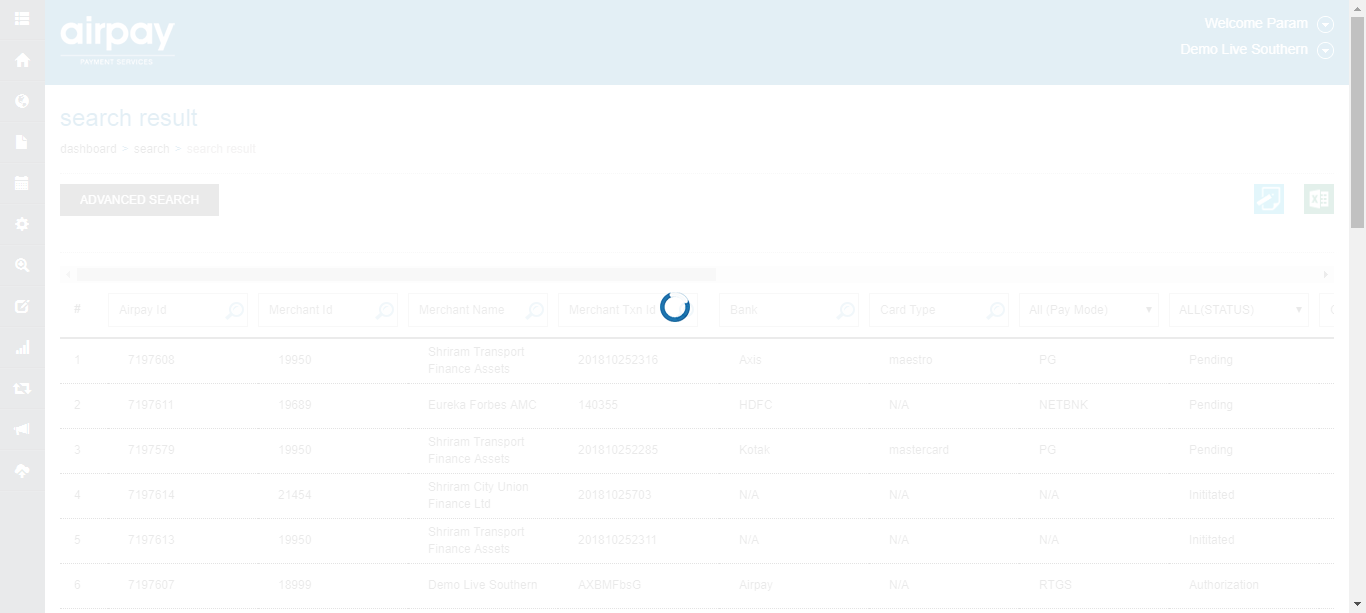 airpay
PAYMENT SERVICES
Welcome Param
Demo Live Southern
search result
dashboard > search > search result
ADVANCED SEARCH
# Airpay Id Merchant Id Merchant Name Merchant Txn Id Bank Card Type All (Pay Mode) ALL(STATUS)
1 7197608 19950 Shriram Transport Finance Assets 201810252316 Axis maestro PG Pending
2 7197611 19689 Eureka Forbes AMC 140355 HDFC N/A NETBNK Pending
3 7197579 19950 Shriram Transport Finance Assets 201810252285 Kotak mastercard PG Pending
4 7197614 21454 Shriram City Union Finance Ltd 20181025703 N/A N/A N/A Inititated
5 7197613 19950 Shriram Transport Finance Assets 201810252311 N/A N/A N/A Inititated
6 7197607 18999 Demo Live Southern AXBMFbsG Airpay N/A RTGS Authorization